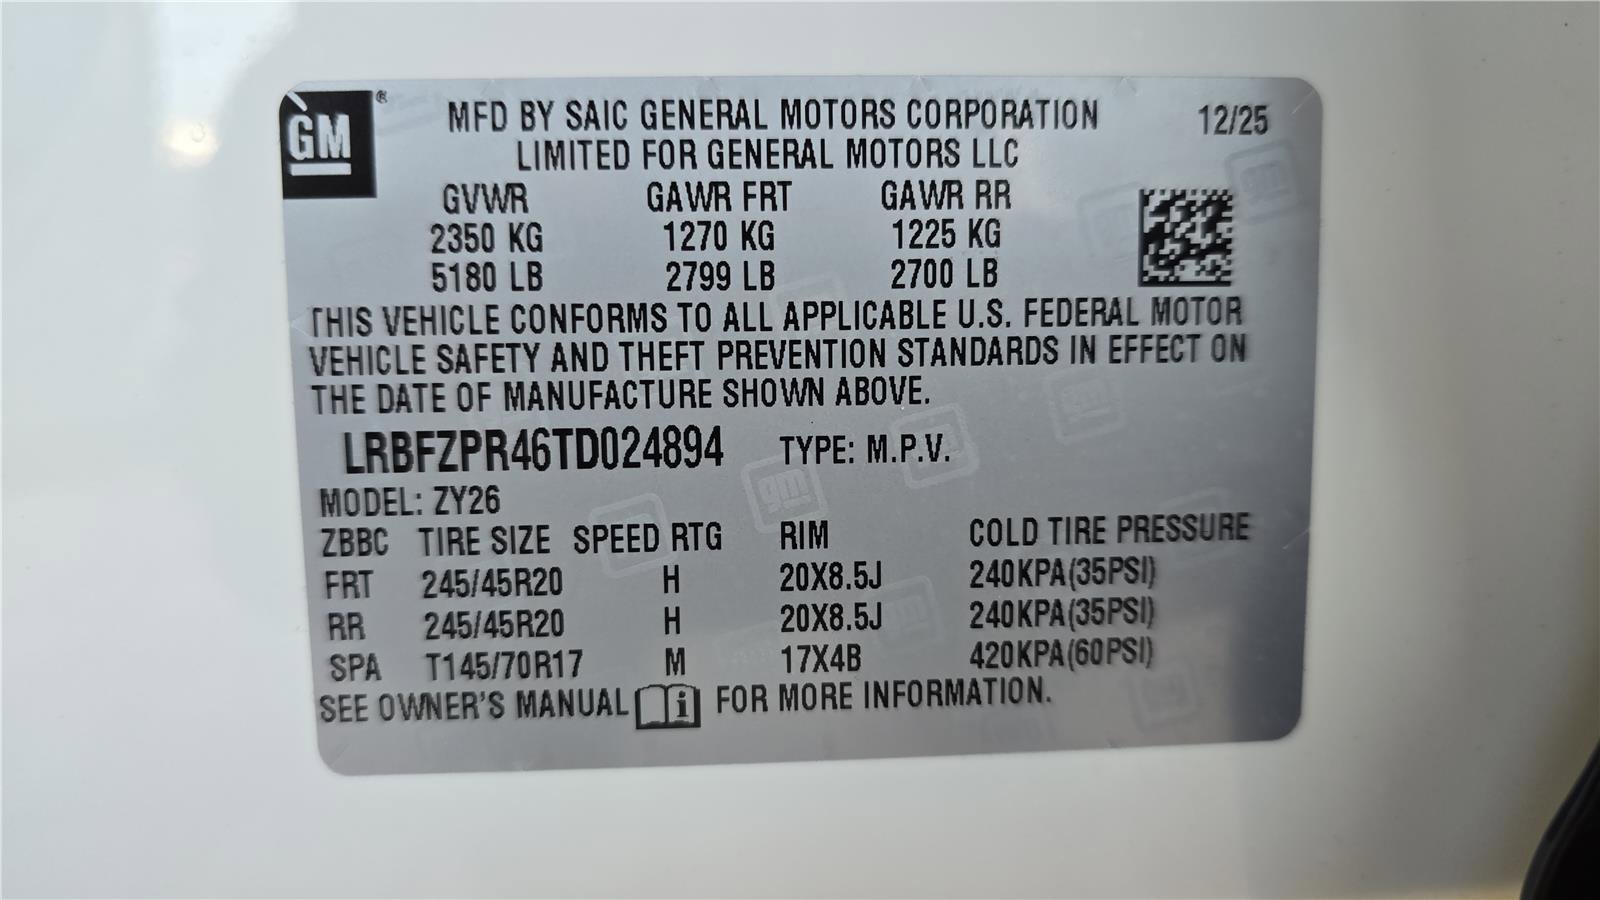 GM ®
MFD BY SAIC GENERAL MOTORS CORPORATION 12/25
LIMITED FOR GENERAL MOTORS LLC
GVWR GAWR FRT GAWR RR
2350 KG 1270 KG 1225 KG
5180 LB 2799 LB 2700 LB
THIS VEHICLE CONFORMS TO ALL APPLICABLE U.S. FEDERAL MOTOR
VEHICLE SAFETY AND THEFT PREVENTION STANDARDS IN EFFECT ON
THE DATE OF MANUFACTURE SHOWN ABOVE.
LRBFZPR46TD024894 TYPE: M.P.V.
MODEL: ZY26
ZBBC TIRE SIZE SPEED RTG RIM COLD TIRE PRESSURE
FRT 245/45R20 H 20X8.5J 240KPA(35PSI)
RR 245/45R20 H 20X8.5J 240KPA(35PSI)
SPA T145/70R17 M 17X4B 420KPA(60PSI)
SEE OWNER'S MANUAL i FOR MORE INFORMATION.